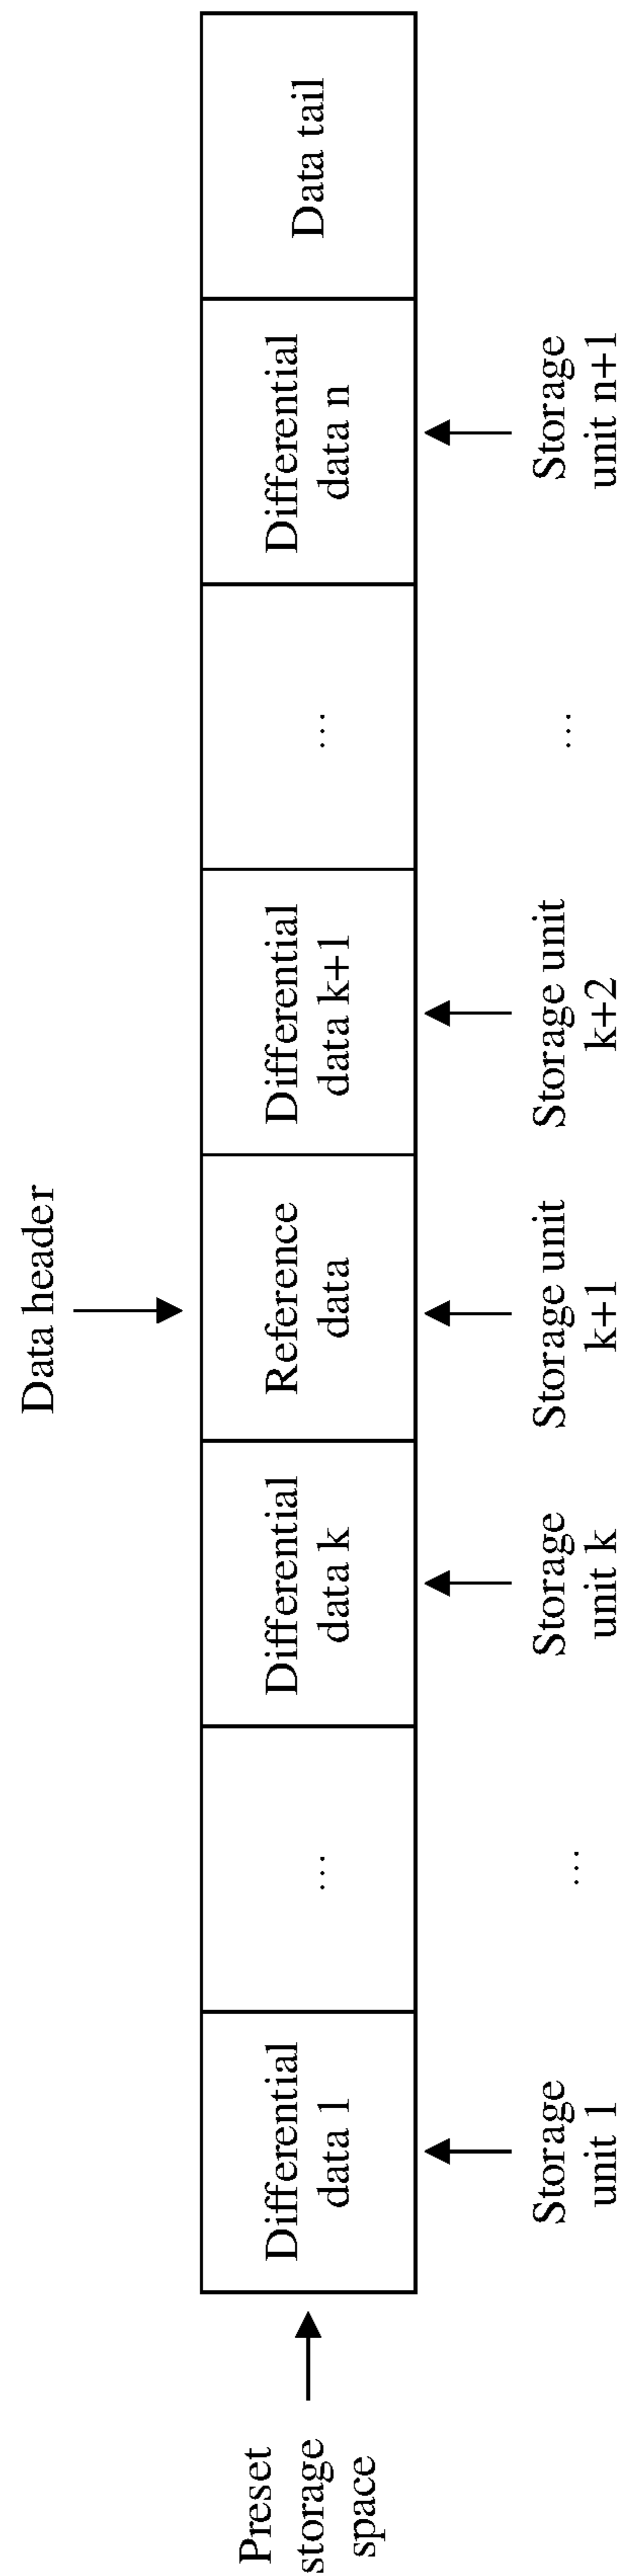 Data header
Preset
storage
space
Differential
data 1
...
Differential
data k
Reference
data
Differential
data k+1
...
Differential
data n
Data tail
Storage
unit 1
...
Storage
unit k
Storage unit
k+1
Storage unit
k+2
...
Storage
unit n+1